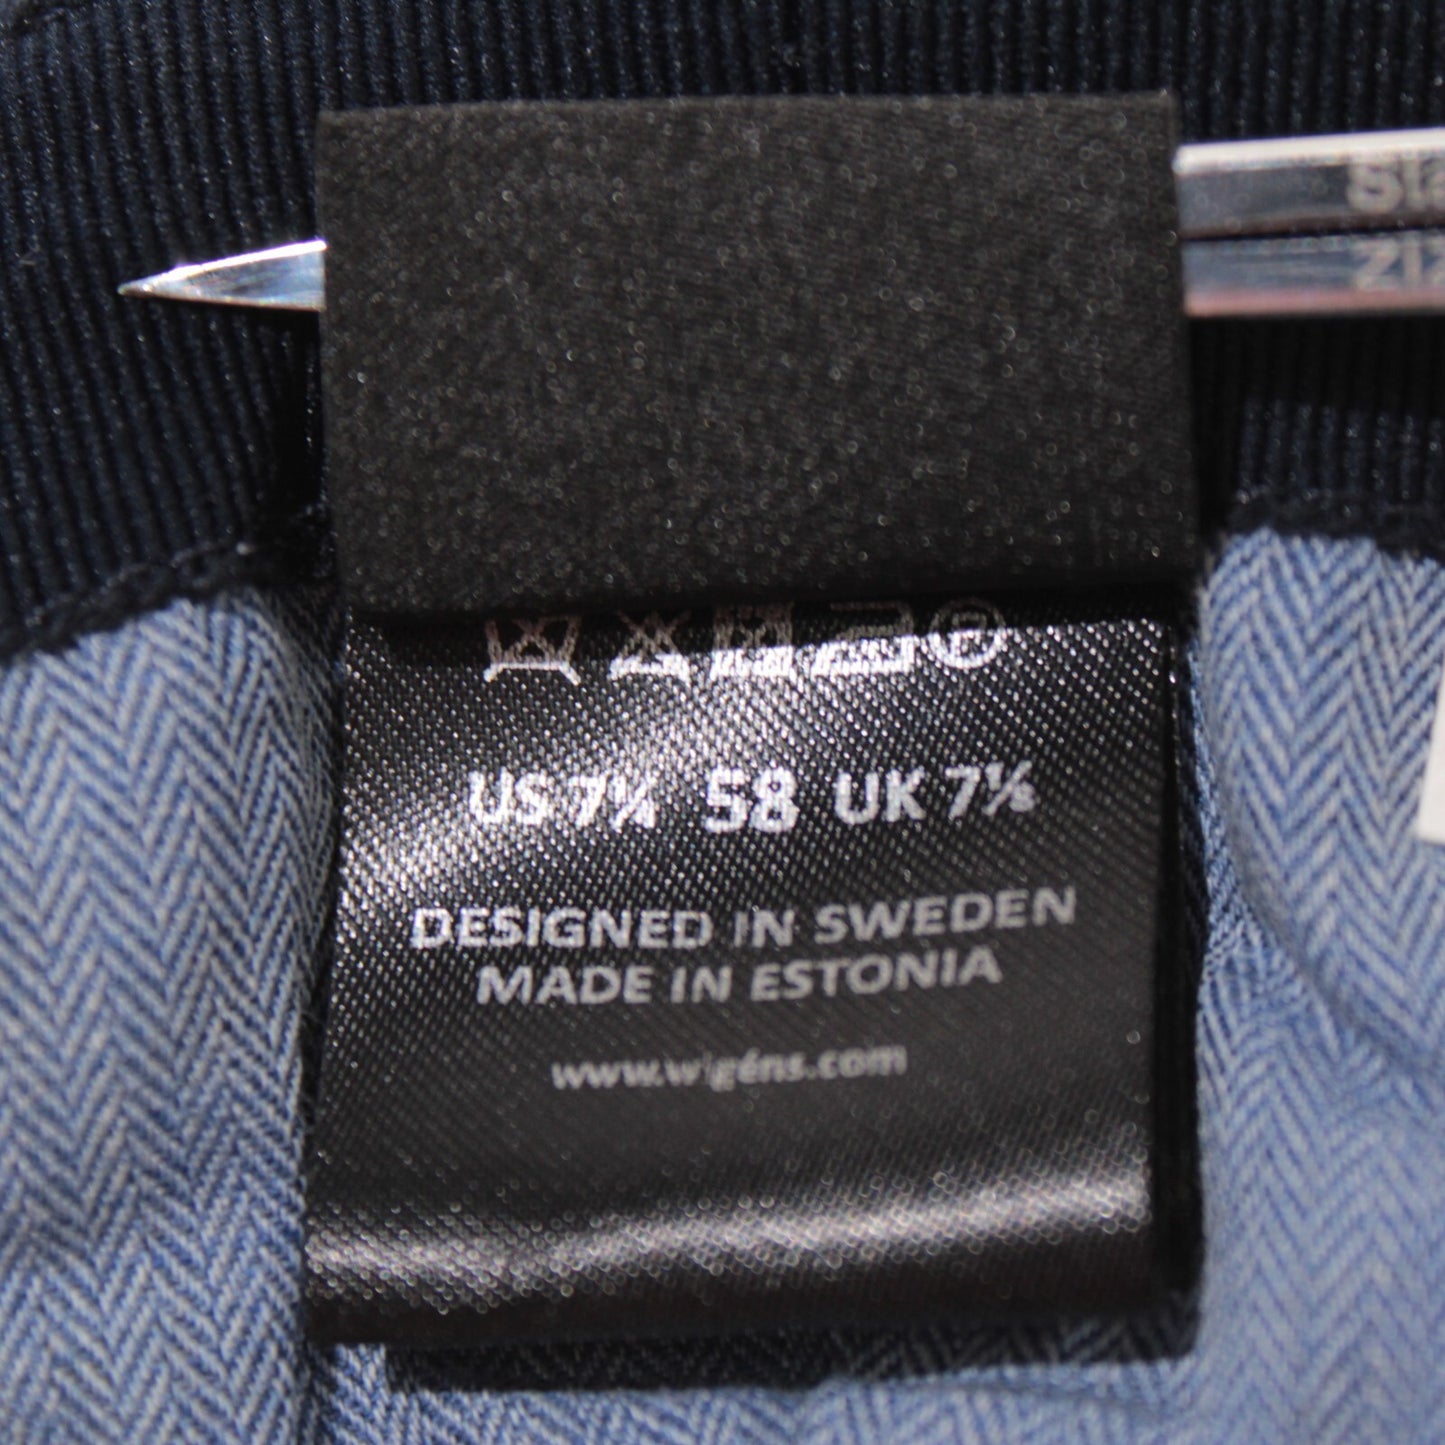 US 7¼ 58 UK 7⅛
DESIGNED IN SWEDEN
MADE IN ESTONIA
www.wigéns.com